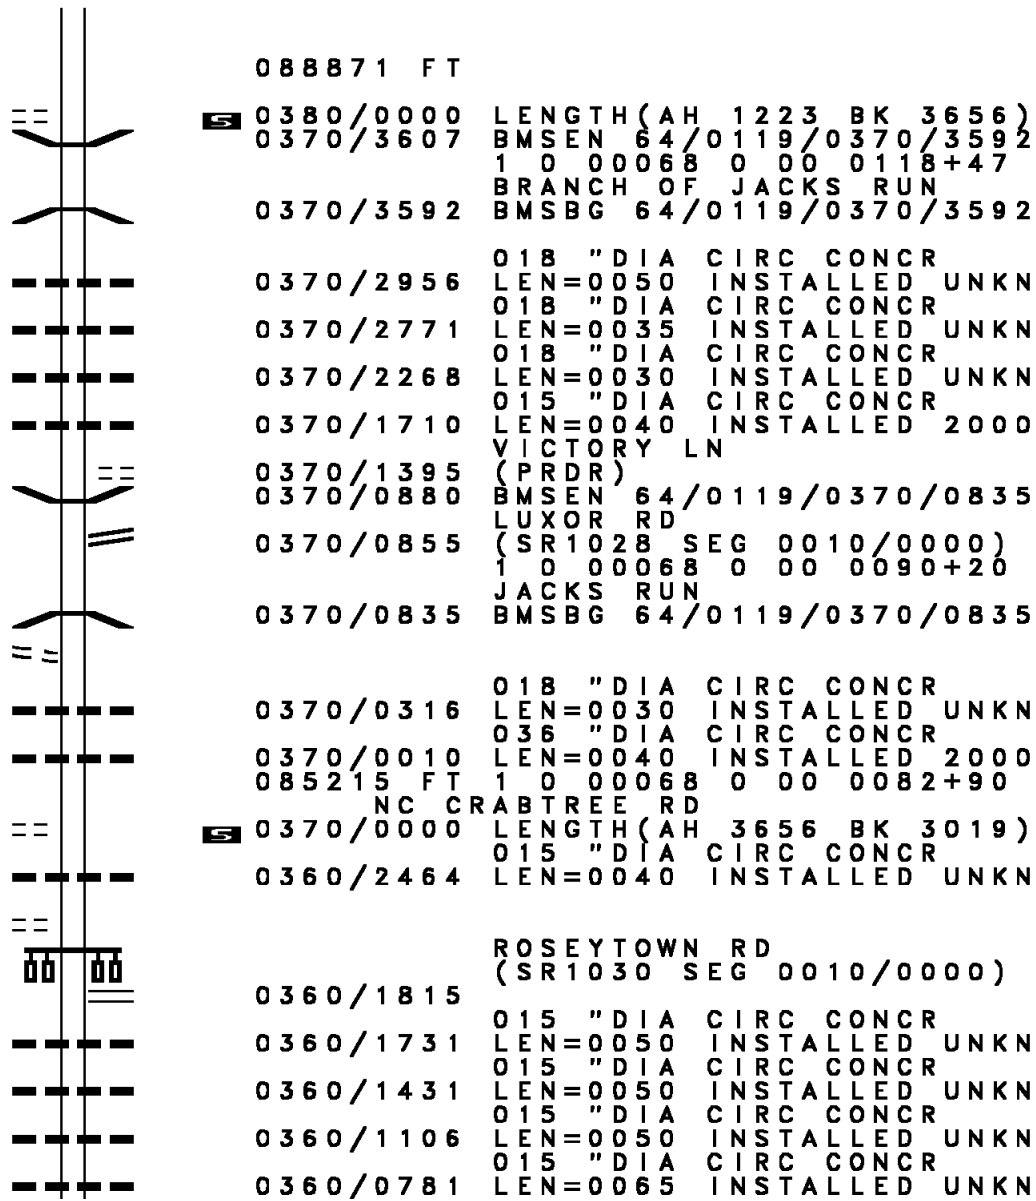 088871 FT
S 0380/0000 LENGTH(AH 1223 BK 3656)
0370/3607 BMSEN 64/0119/0370/3592
1 0 00068 0 00 0118+47
BRANCH OF JACKS RUN
0370/3592 BMSBG 64/0119/0370/3592
018 "DIA CIRC CONCR
0370/2956 LEN=0050 INSTALLED UNKN
018 "DIA CIRC CONCR
0370/2771 LEN=0035 INSTALLED UNKN
018 "DIA CIRC CONCR
0370/2268 LEN=0030 INSTALLED UNKN
015 "DIA CIRC CONCR
0370/1710 LEN=0040 INSTALLED 2000
VICTORY LN
0370/1395 (PRDR)
0370/0880 BMSEN 64/0119/0370/0835
LUXOR RD
0370/0855 (SR1028 SEG 0010/0000)
1 0 00068 0 00 0090+20
JACKS RUN
0370/0835 BMSBG 64/0119/0370/0835
018 "DIA CIRC CONCR
0370/0316 LEN=0030 INSTALLED UNKN
036 "DIA CIRC CONCR
0370/0010 LEN=0040 INSTALLED 2000
085215 FT 1 0 00068 0 00 0082+90
NC CRABTREE RD
S 0370/0000 LENGTH(AH 3656 BK 3019)
015 "DIA CIRC CONCR
0360/2464 LEN=0040 INSTALLED UNKN
ROSEYTOWN RD
(SR1030 SEG 0010/0000)
0360/1815
015 "DIA CIRC CONCR
0360/1731 LEN=0050 INSTALLED UNKN
015 "DIA CIRC CONCR
0360/1431 LEN=0050 INSTALLED UNKN
015 "DIA CIRC CONCR
0360/1106 LEN=0050 INSTALLED UNKN
015 "DIA CIRC CONCR
0360/0781 LEN=0065 INSTALLED UNKN